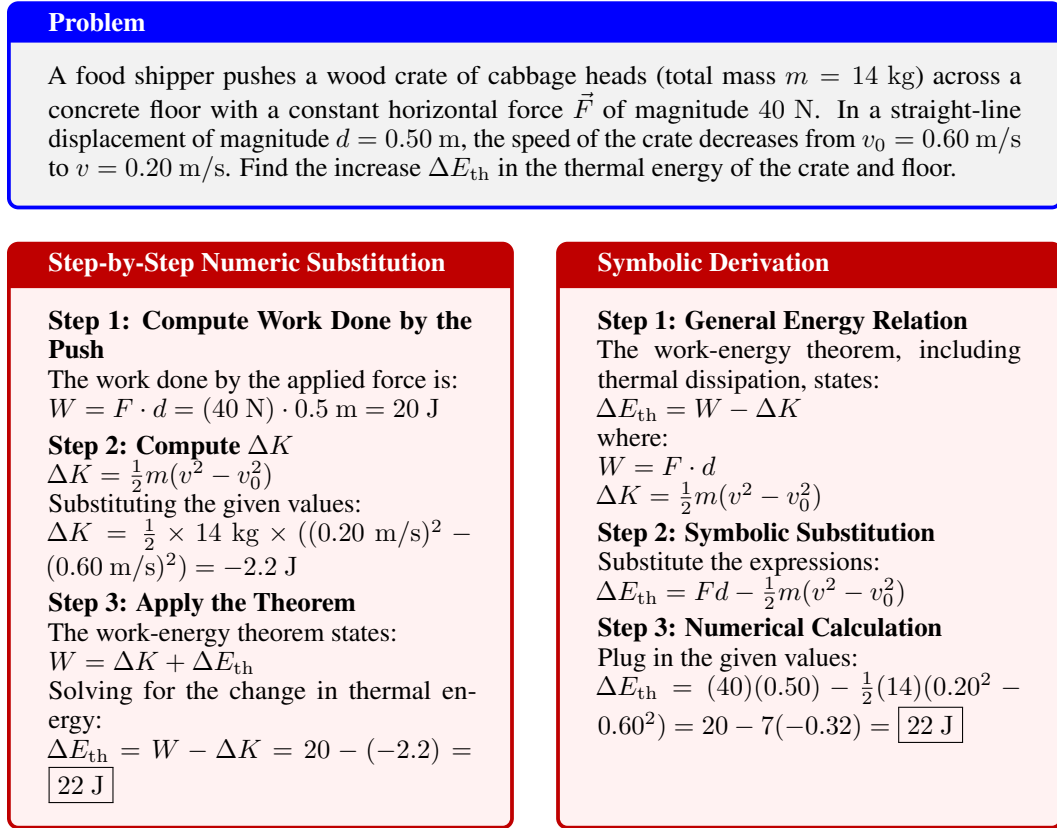 Problem
A food shipper pushes a wood crate of cabbage heads (total mass m = 14 kg) across a
concrete floor with a constant horizontal force F⃗ of magnitude 40 N. In a straight-line
displacement of magnitude d = 0.50 m, the speed of the crate decreases from v₀ = 0.60 m/s
to v = 0.20 m/s. Find the increase ΔE_th in the thermal energy of the crate and floor.
Step-by-Step Numeric Substitution
Step 1: Compute Work Done by the
Push
The work done by the applied force is:
W = F · d = (40 N) · 0.5 m = 20 J
Step 2: Compute ΔK
ΔK = ½m(v² − v₀²)
Substituting the given values:
ΔK = ½ × 14 kg × ((0.20 m/s)² −
(0.60 m/s)²) = −2.2 J
Step 3: Apply the Theorem
The work-energy theorem states:
W = ΔK + ΔE_th
Solving for the change in thermal en-
ergy:
ΔE_th = W − ΔK = 20 − (−2.2) =
22 J
Symbolic Derivation
Step 1: General Energy Relation
The work-energy theorem, including
thermal dissipation, states:
ΔE_th = W − ΔK
where:
W = F · d
ΔK = ½m(v² − v₀²)
Step 2: Symbolic Substitution
Substitute the expressions:
ΔE_th = Fd − ½m(v² − v₀²)
Step 3: Numerical Calculation
Plug in the given values:
ΔE_th = (40)(0.50) − ½(14)(0.20² −
0.60²) = 20 − 7(−0.32) = 22 J